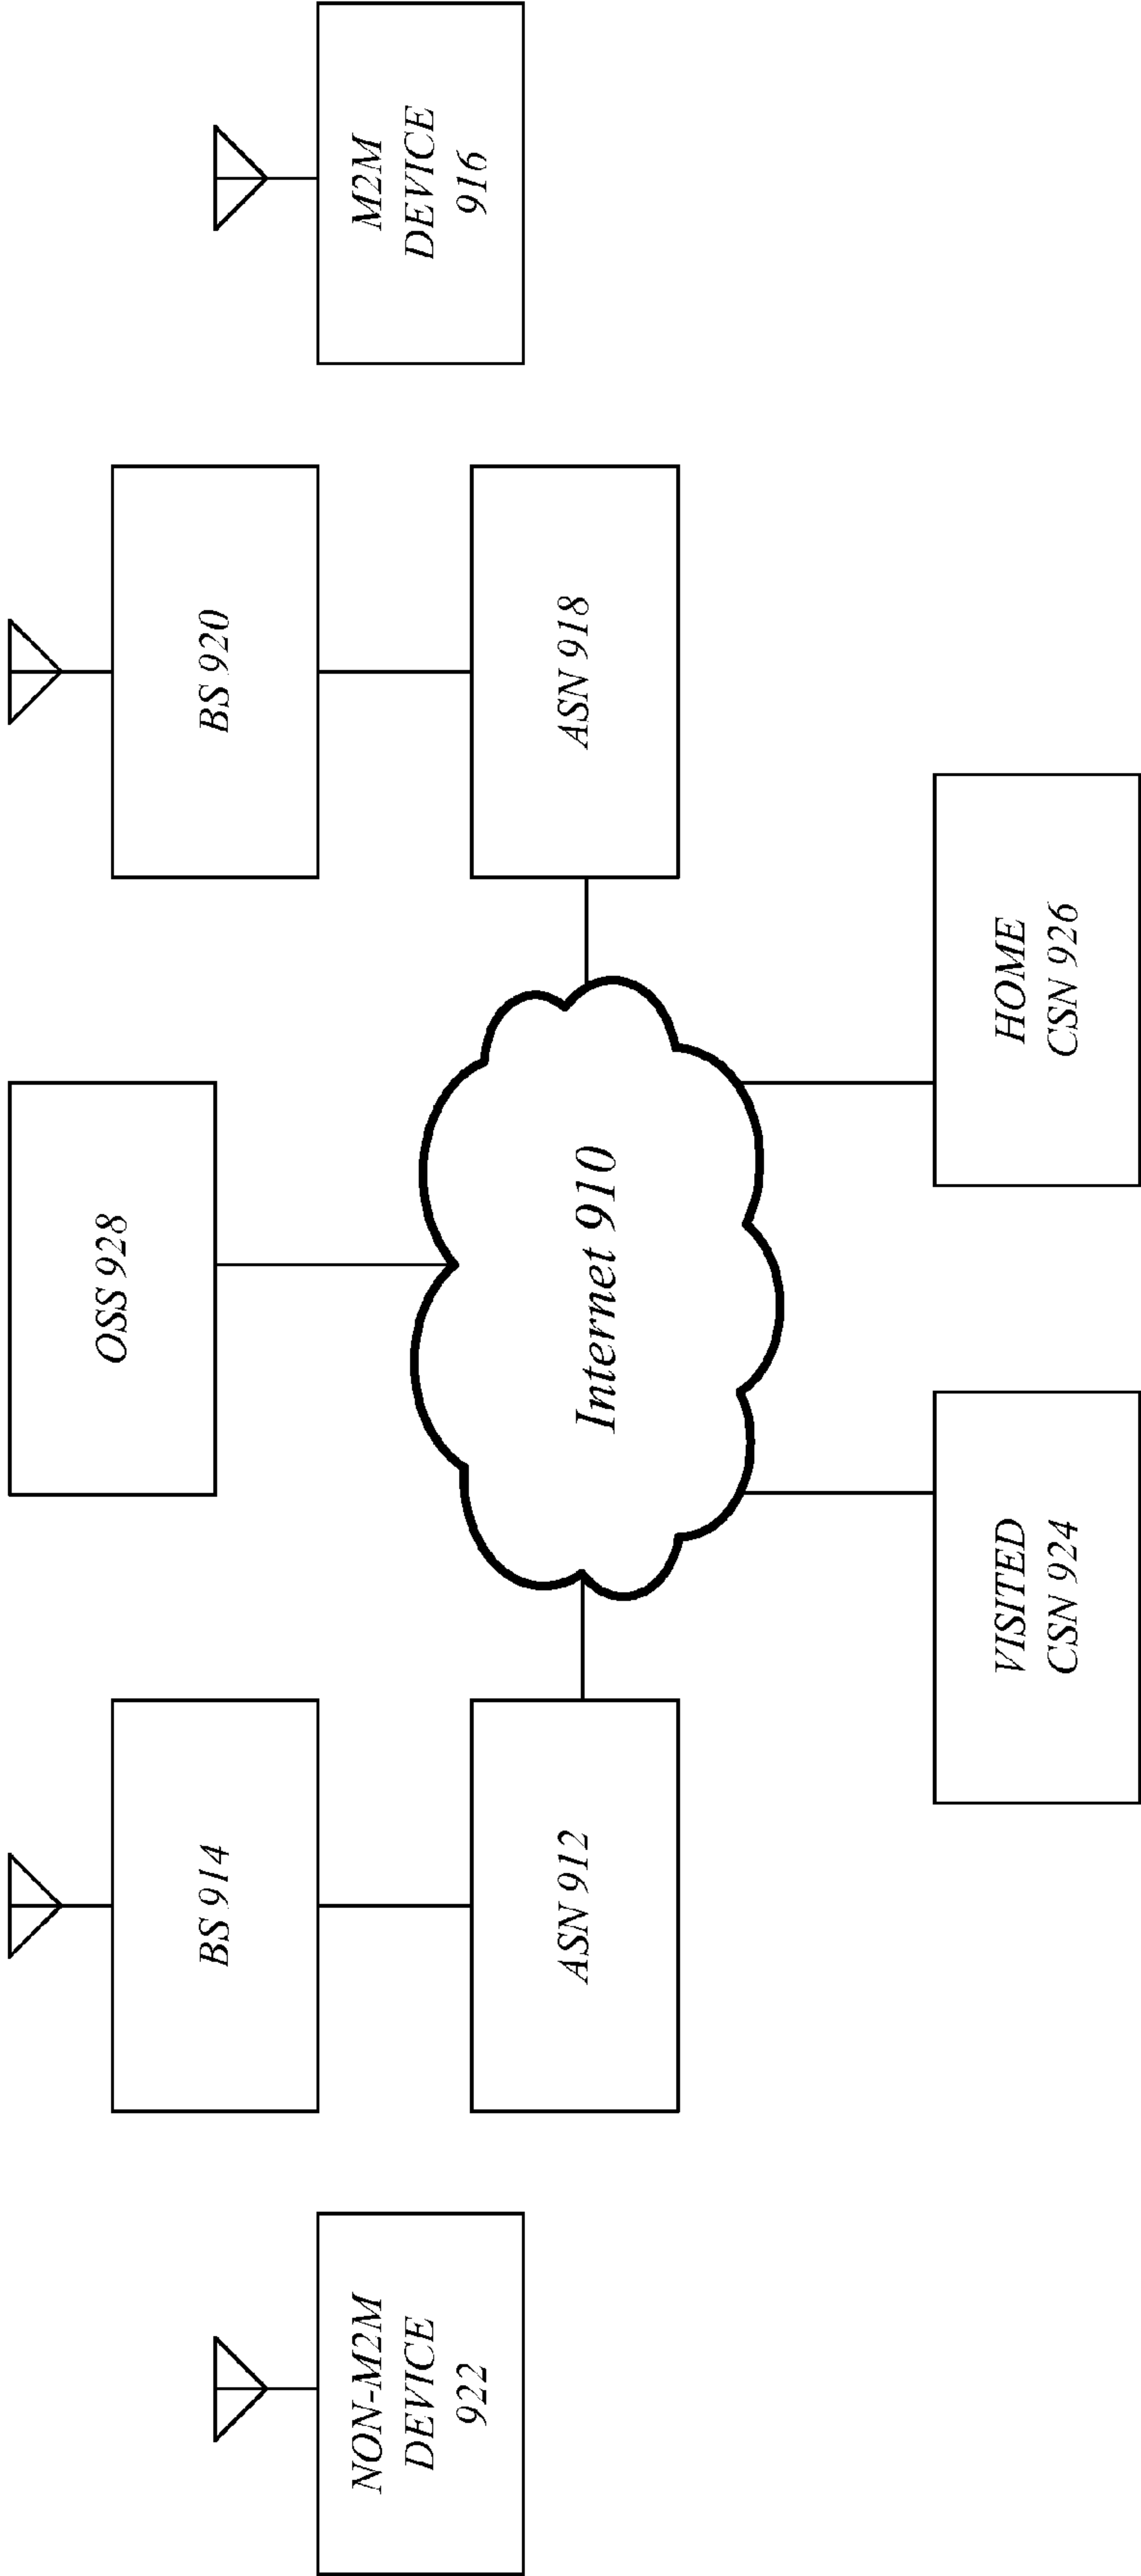 OSS 928
BS 914
BS 920
NON-M2M
DEVICE
922
M2M
DEVICE
916
ASN 912
Internet 910
ASN 918
VISITED
CSN 924
HOME
CSN 926